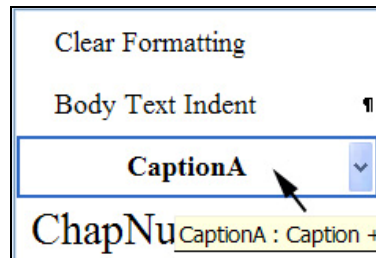 Clear Formatting
Body Text Indent ¶
CaptionA
ChapNu
CaptionA : Caption +